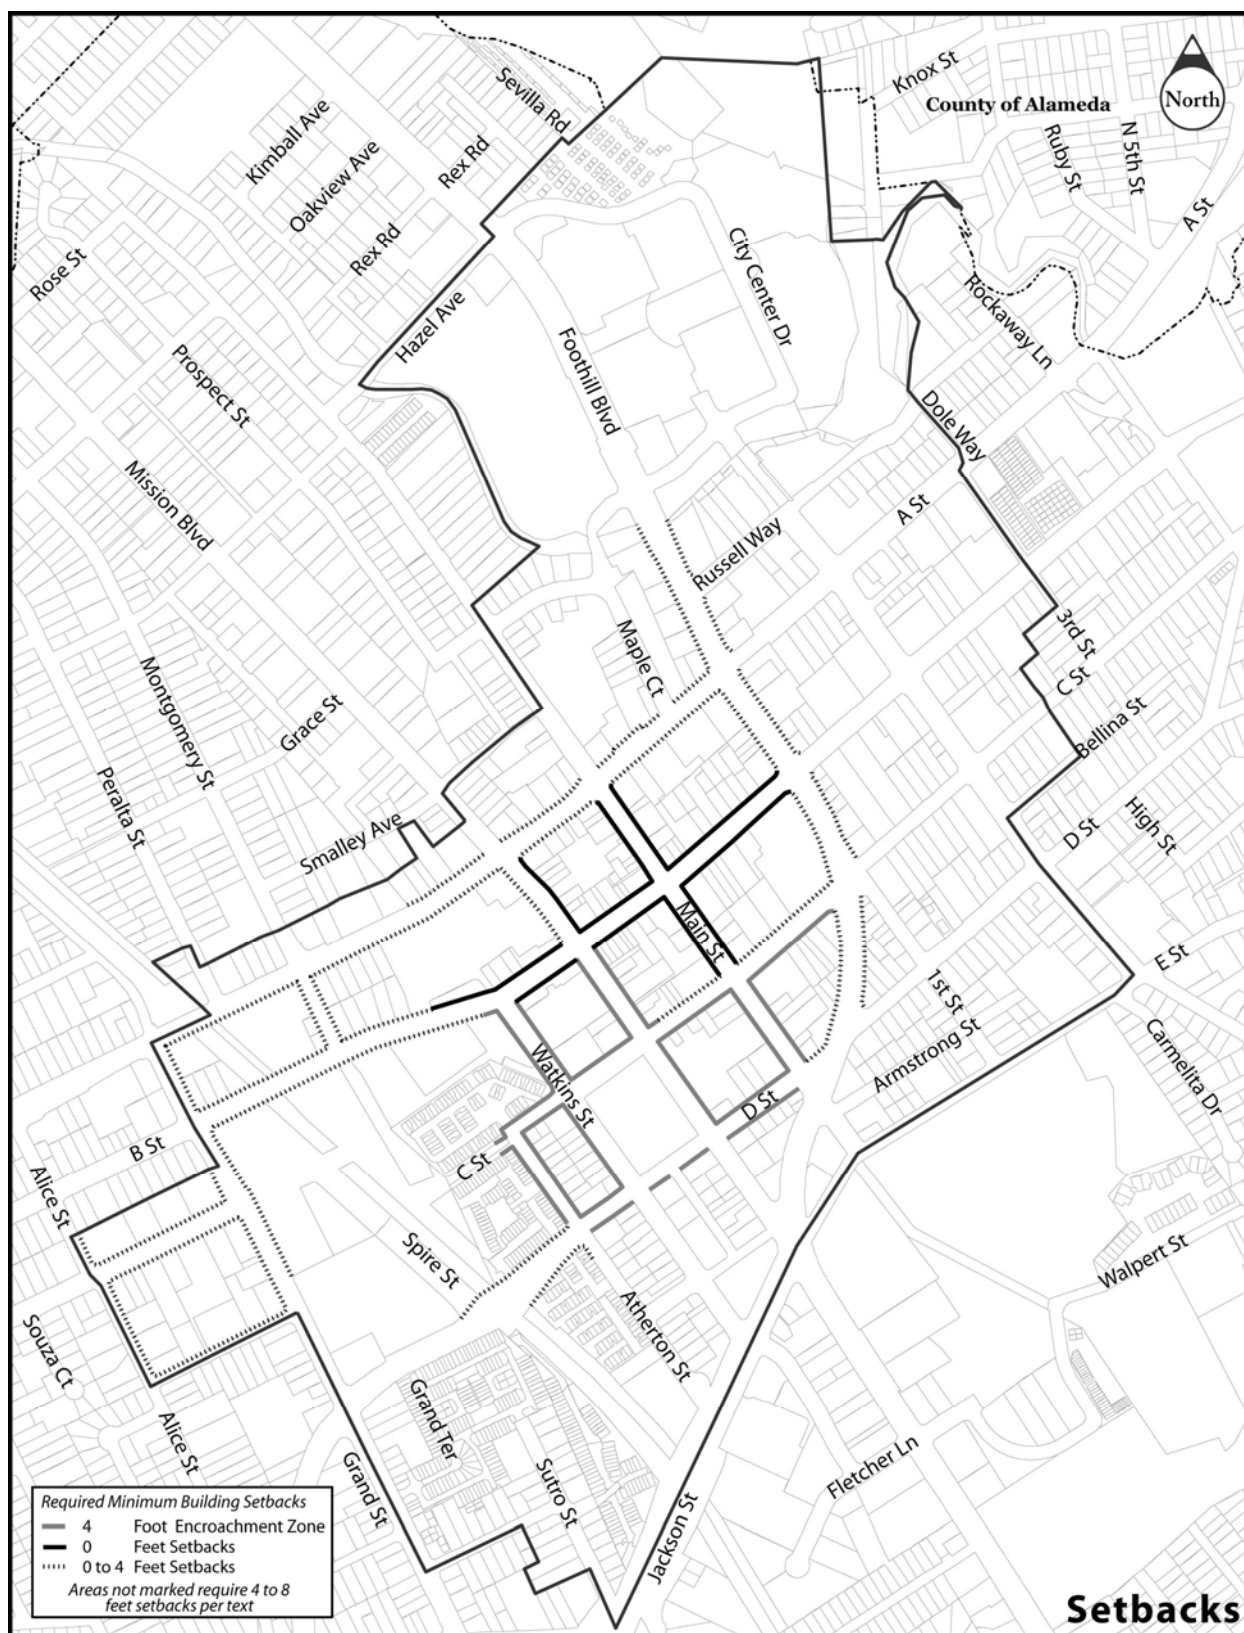 Knox St
County of Alameda
North
Sevilla Rd
Kimball Ave
Oakview Ave
Rex Rd
Ruby St
N 5th St
A St
Rose St
Rex Rd
City Center Dr
Hazel Ave
Foothill Blvd
Rockaway Ln
Prospect St
Dole Way
Mission Blvd
A St
Russell Way
Maple Ct
3rd St
C St
Montgomery St
Grace St
Bellina St
Peralta St
Smalley Ave
D St
High St
Main St
E St
1st St
Armstrong St
Carmelita Dr
Watkins St
D St
B St
C St
Alice St
Spire St
Walpert St
Atherton St
Souza Ct
Alice St
Grand Ter
Grand St
Sutro St
Fletcher Ln
Jackson St
Required Minimum Building Setbacks
4 Foot Encroachment Zone
0 Feet Setbacks
0 to 4 Feet Setbacks
Areas not marked require 4 to 8
feet setbacks per text
Setbacks